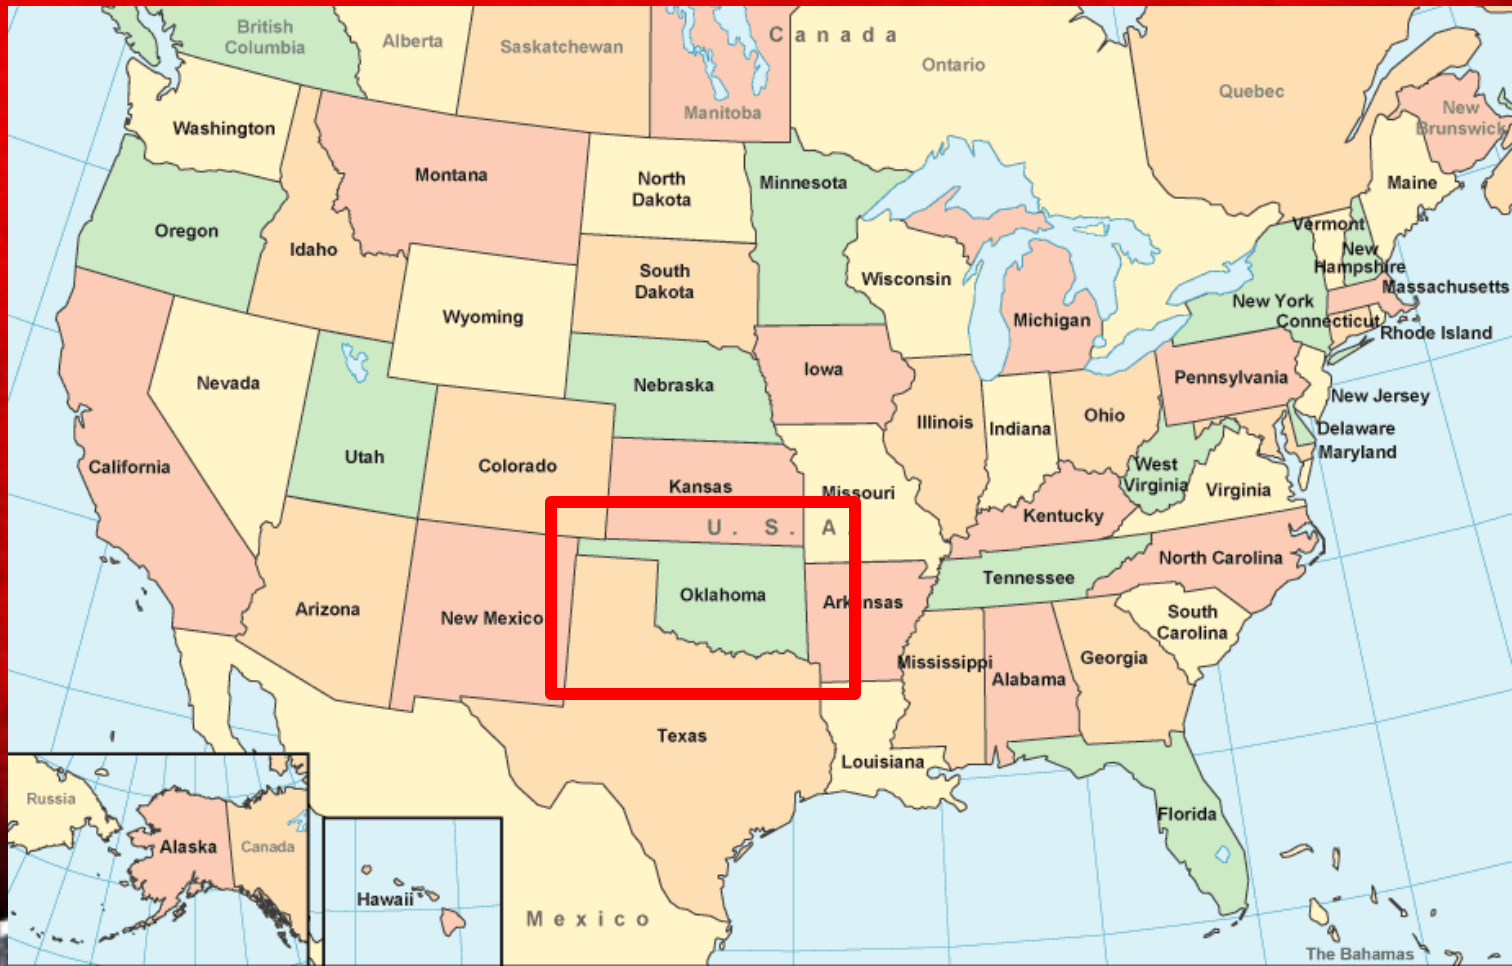 British
Columbia
Alberta
Saskatchewan
Manitoba
Canada
Ontario
Quebec
New
Brunswick
Washington
Montana
North
Dakota
Minnesota
Maine
Vermont
New
Hampshire
Oregon
Idaho
South
Dakota
Wisconsin
Massachusetts
New York
Wyoming
Michigan
Connecticut
Rhode Island
Nevada
Nebraska
Iowa
Pennsylvania
New Jersey
Utah
Colorado
Illinois
Indiana
Ohio
Delaware
Maryland
California
Kansas
Missouri
West
Virginia
Virginia
U. S. A.
Kentucky
North Carolina
Arizona
New Mexico
Oklahoma
Arkansas
Tennessee
South
Carolina
Mississippi
Alabama
Georgia
Texas
Louisiana
Florida
Russia
Alaska
Canada
Hawaii
Mexico
The Bahamas